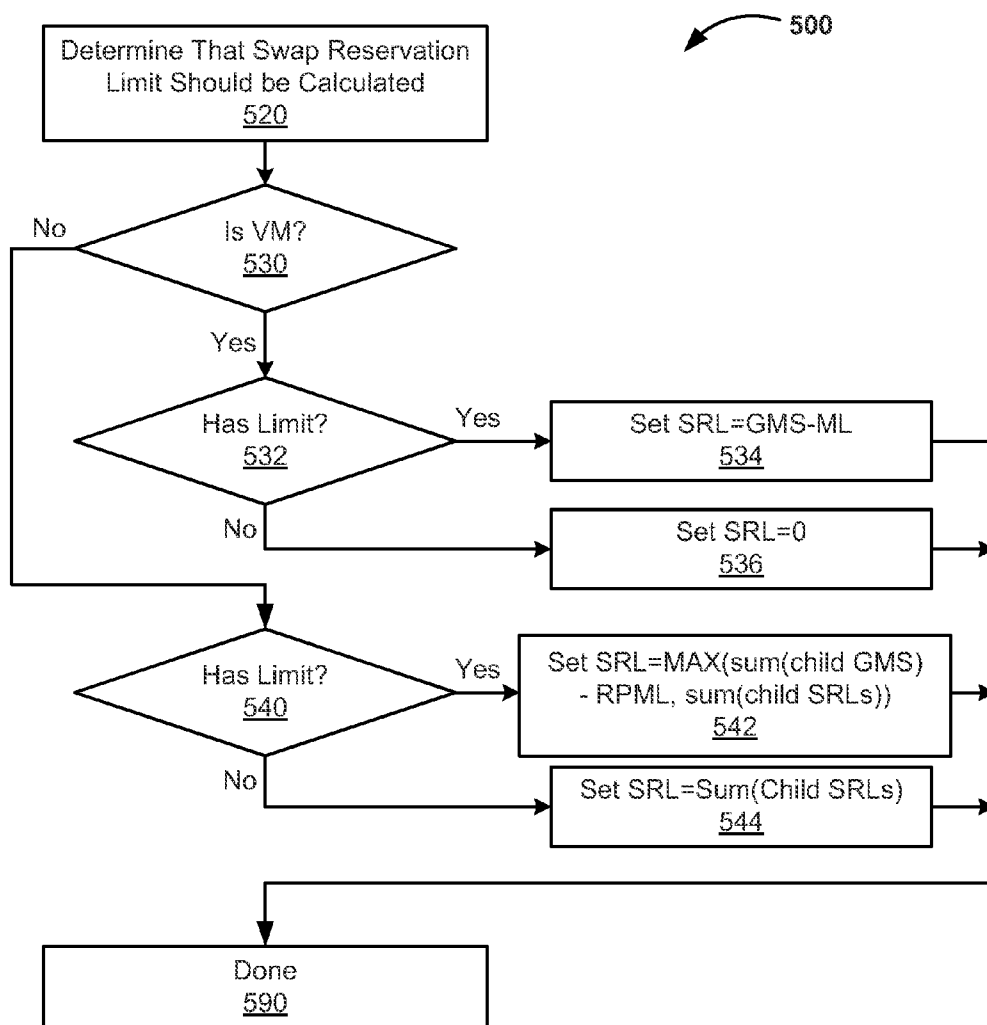 500
Determine That Swap Reservation
Limit Should be Calculated
520
No
Is VM?
530
Yes
Has Limit?
532
Yes
Set SRL=GMS-ML
534
No
Set SRL=0
536
Has Limit?
540
Yes
Set SRL=MAX(sum(child GMS)
- RPML, sum(child SRLs))
542
No
Set SRL=Sum(Child SRLs)
544
Done
590